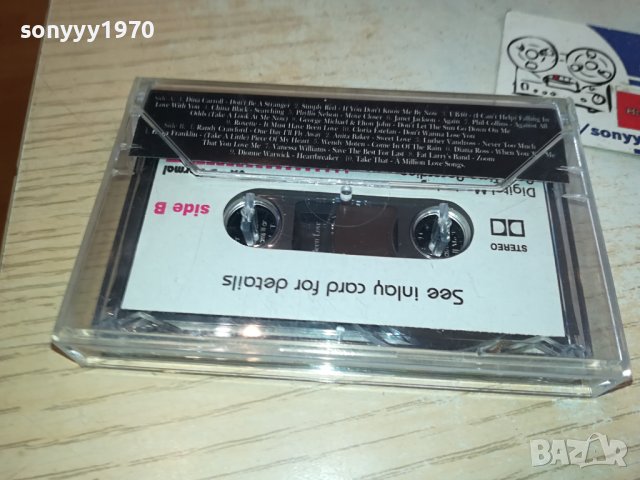 sonyyy1970
Side A: 1. Dina Carroll - Don't Be A Stranger 2. Simply Red - If You Don't Know Me By Now 3. UB40 - (I Can't Help) Falling In
Love With You 4. China Black - Searching 5. Phyllis Nelson - Move Closer 6. Janet Jackson - Again 7. Phil Collins - Against All
Odds (Take A Look At Me Now) 8. George Michael & Elton John - Don't Let The Sun Go Down On Me
9. Roxette - It Must Have Been Love 10. Gloria Estefan - Don't Wanna Lose You
Side B: 1. Randy Crawford - One Day I'll Fly Away 2. Anita Baker - Sweet Love 3. Luther Vandross - Never Too Much
Franklin - (Take A Little) Piece Of My Heart 5. Wendy Moten - Come In Out Of The Rain 6. Diana Ross - When You Me
That You Love Me 7. Vanessa Williams - Save The Best For Last 8. Fat Larry's Band - Zoom
9. Dionne Warwick - Heartbreaker 10. Take That - A Million Love Songs.
side B
STEREO
See inlay card for details
/sonyy
BAZAR
bg